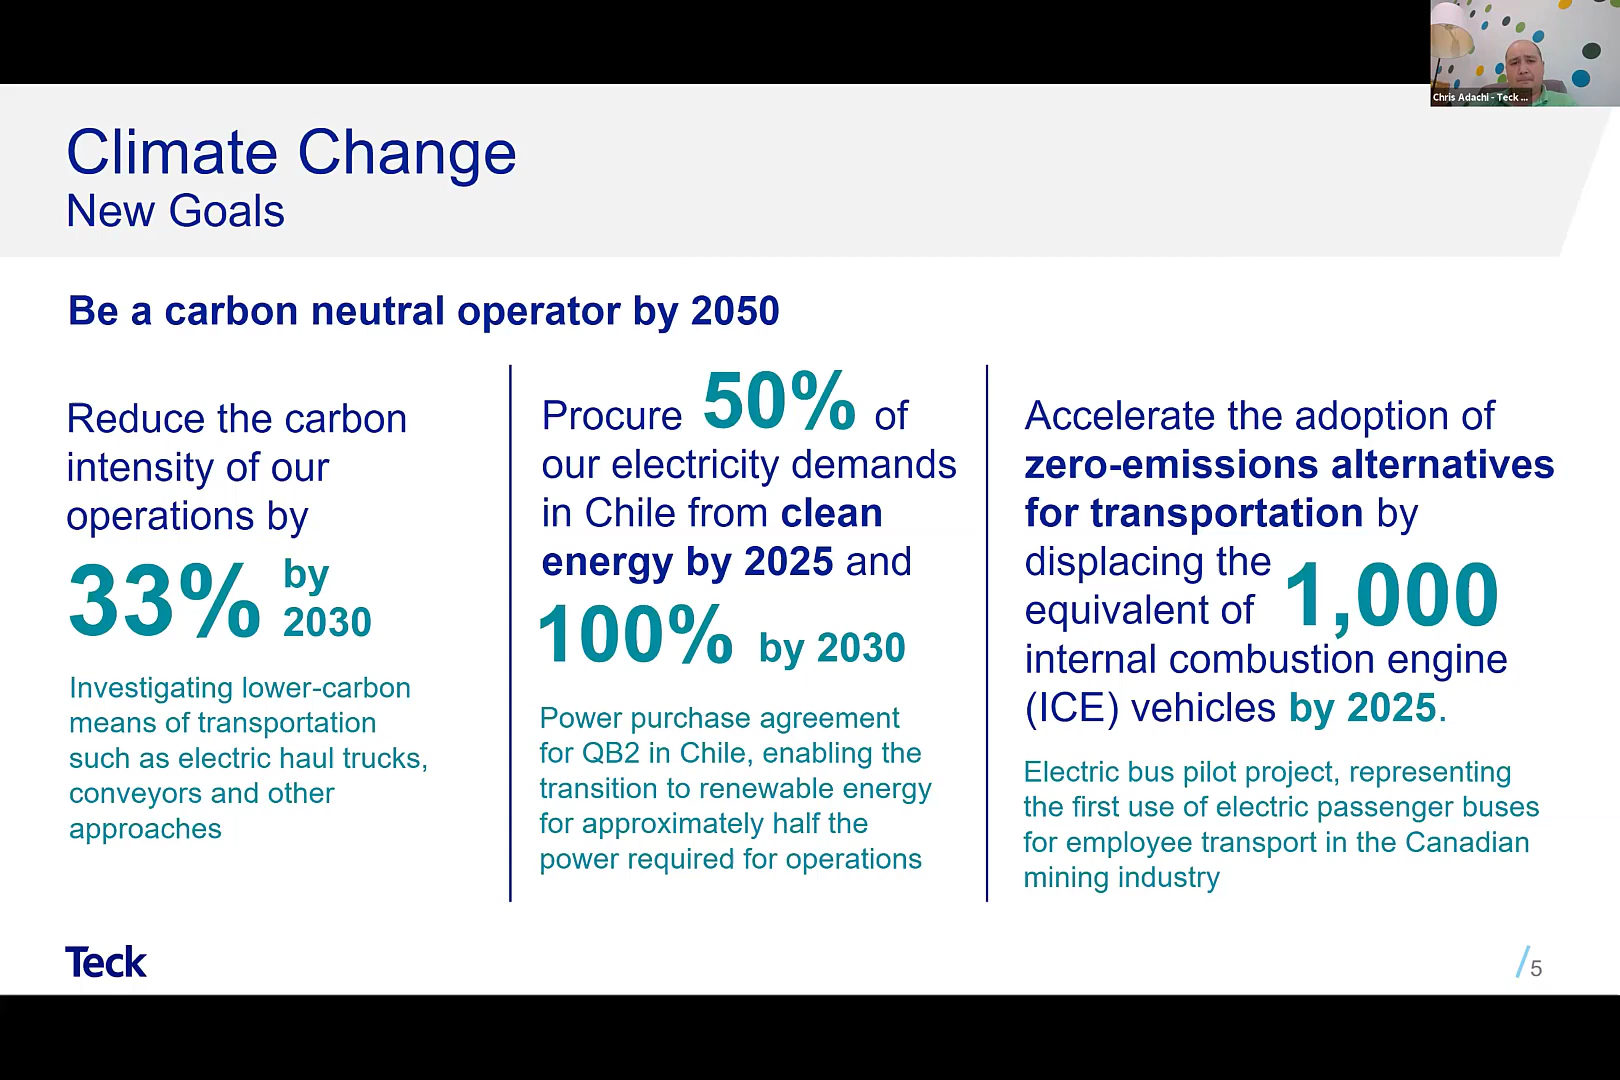 Chris Adachi - Teck ...
Climate Change
New Goals
Be a carbon neutral operator by 2050
Reduce the carbon
intensity of our
operations by
33% by
2030
Investigating lower-carbon
means of transportation
such as electric haul trucks,
conveyors and other
approaches
Procure 50% of
our electricity demands
in Chile from clean
energy by 2025 and
100% by 2030
Power purchase agreement
for QB2 in Chile, enabling the
transition to renewable energy
for approximately half the
power required for operations
Accelerate the adoption of
zero-emissions alternatives
for transportation by
displacing the
equivalent of 1,000
internal combustion engine
(ICE) vehicles by 2025.
Electric bus pilot project, representing
the first use of electric passenger buses
for employee transport in the Canadian
mining industry
Teck
/5